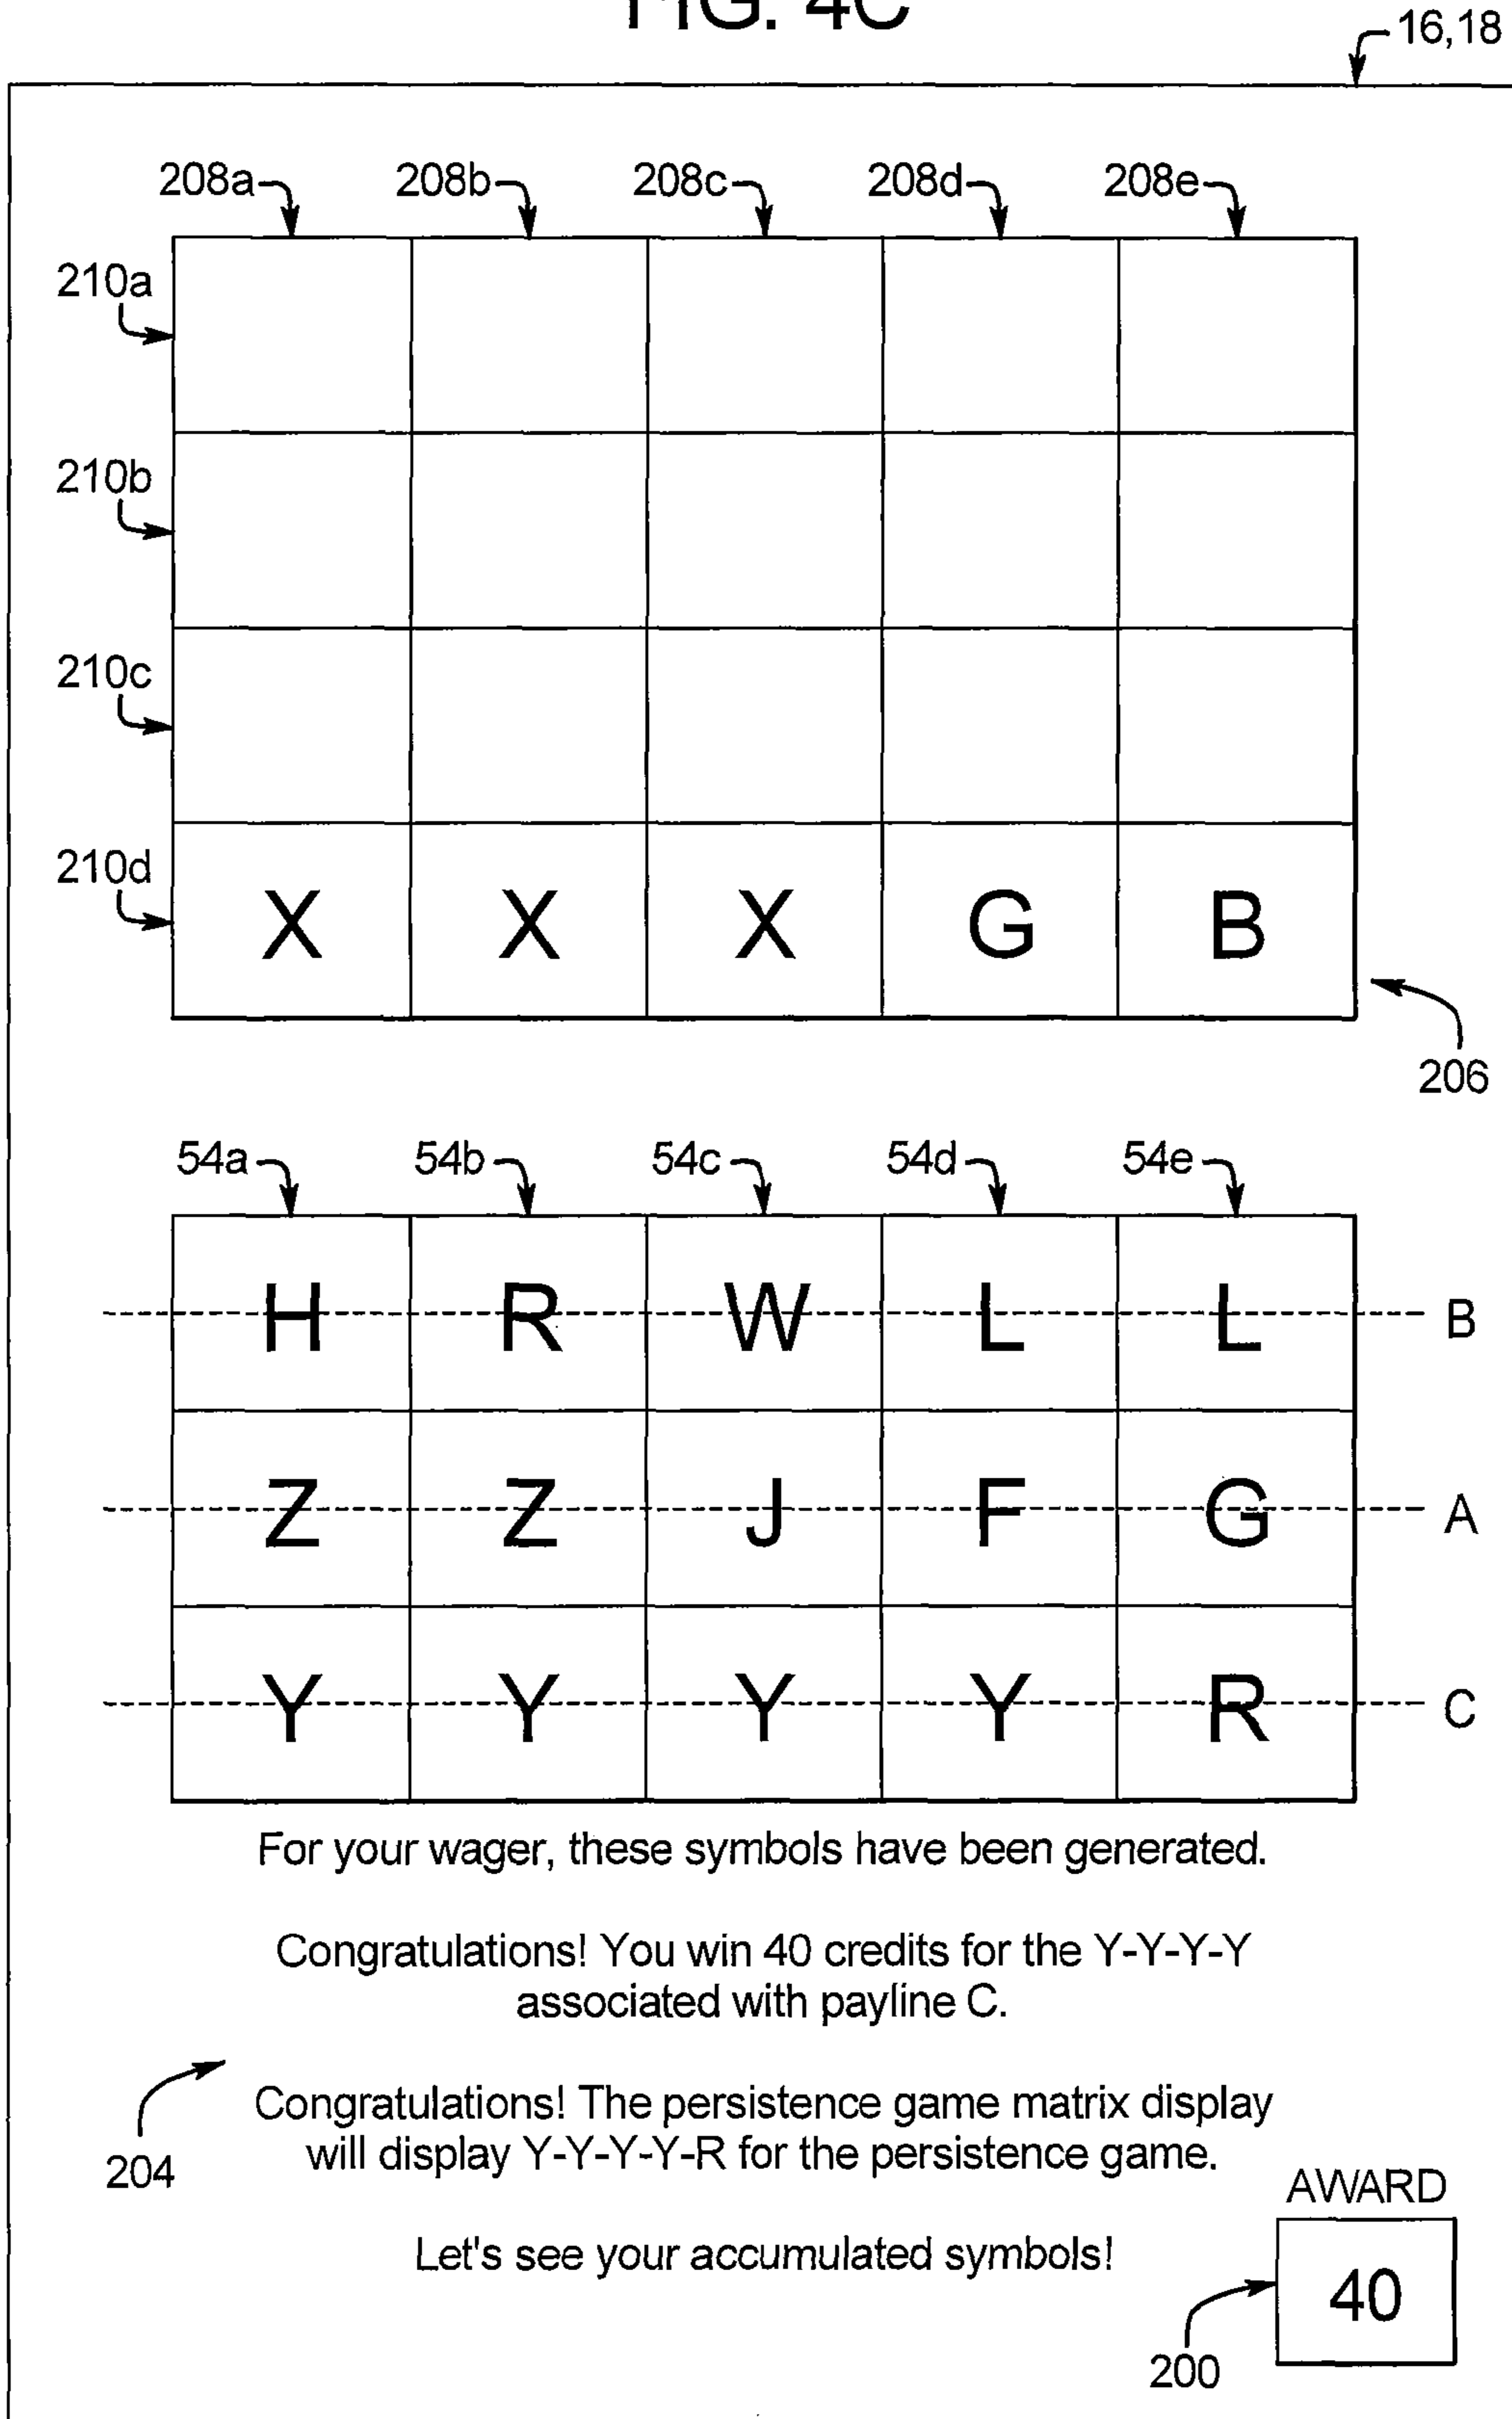 FIG. 4C
16,18
208a 208b 208c 208d 208e
210a
210b
210c
210d X X X G B
206
54a 54b 54c 54d 54e
H R W L L B
Z Z J F G A
Y Y Y Y R C
For your wager, these symbols have been generated.
Congratulations! You win 40 credits for the Y-Y-Y-Y
associated with payline C.
Congratulations! The persistence game matrix display
will display Y-Y-Y-Y-R for the persistence game.
204
AWARD
Let's see your accumulated symbols!
40
200